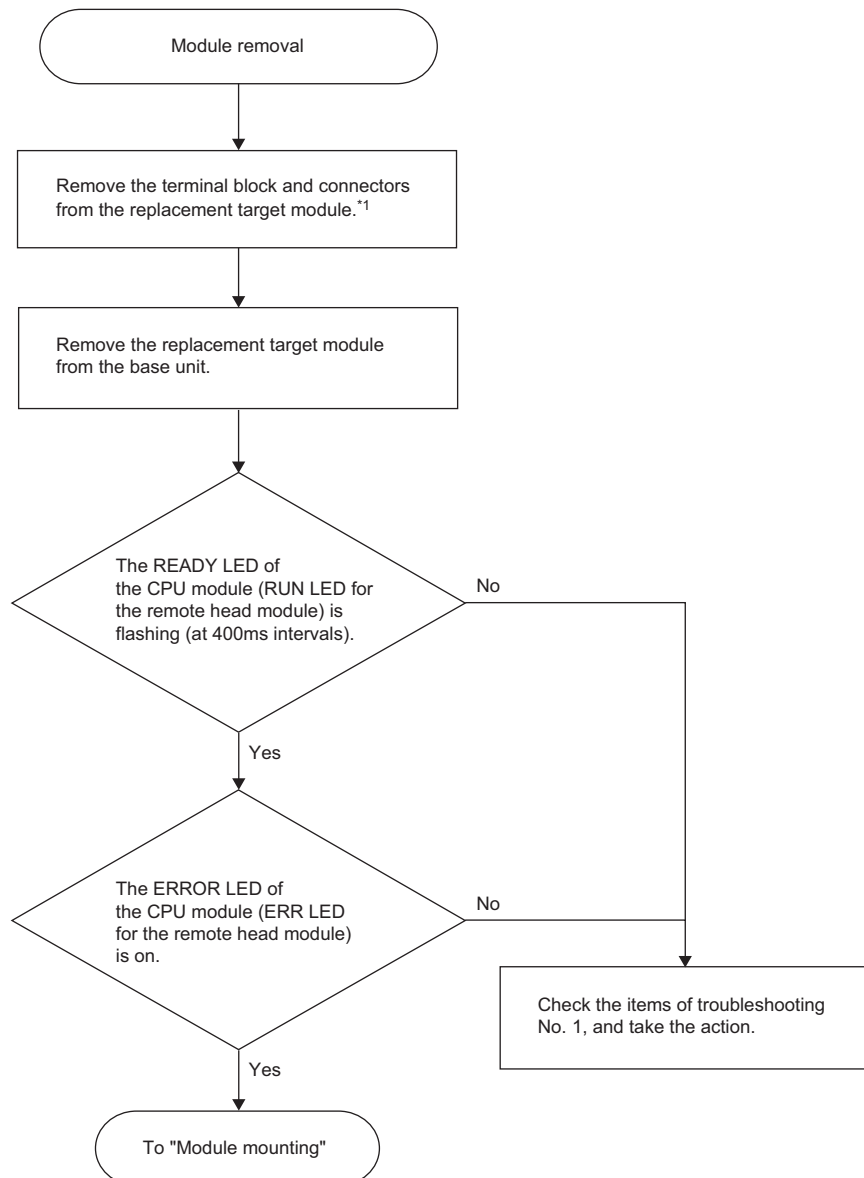 Module removal
Remove the terminal block and connectors
from the replacement target module.*1
Remove the replacement target module
from the base unit.
The READY LED of
the CPU module (RUN LED for
the remote head module) is
flashing (at 400ms intervals).
No
Yes
The ERROR LED of
the CPU module (ERR LED
for the remote head module)
is on.
No
Check the items of troubleshooting
No. 1, and take the action.
Yes
To "Module mounting"